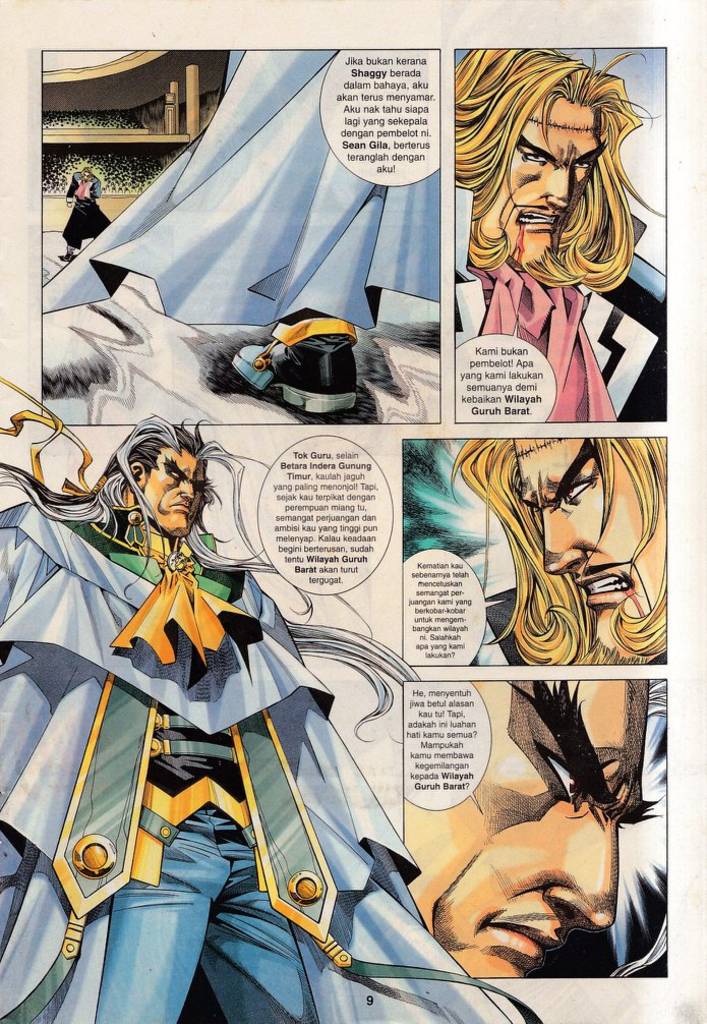 Jika bukan kerana
Shaggy berada
dalam bahaya, aku
akan terus menyamar.
Aku nak tahu siapa
lagi yang sekepala
dengan pembelot ni.
Sean Gila, berterus
teranglah dengan
aku!
Kami bukan
pembelot! Apa
yang kami lakukan
semuanya demi
kebaikan Wilayah
Guruh Barat.
Tok Guru, selain
Betara Indera Gunung
Timur, kaulah jaguh
yang paling menonjol! Tapi,
sejak kau terpikat dengan
perempuan miang tu,
semangat perjuangan dan
ambisi kau yang tinggi pun
melenyap. Kalau keadaan
begini berterusan, sudah
tentu Wilayah Guruh
Barat akan turut
tergugat.
Kematian kau
sebenarnya telah
mencetuskan
semangat per-
juangan kami yang
berkobar-kobar
untuk mengem-
bangkan wilayah
ni. Salahkah
apa yang kami
lakukan?
He, menyentuh
jiwa betul alasan
kau tu! Tapi,
adakah ini luahan
hati kamu semua?
Mampukah
kamu membawa
kegemilangan
kepada Wilayah
Guruh Barat?
9